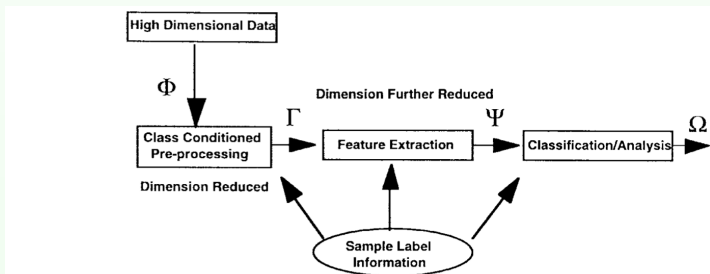 High Dimensional Data
Φ
Dimension Further Reduced
Γ
Ψ
Ω
Class Conditioned
Pre-processing
Feature Extraction
Classification/Analysis
Dimension Reduced
Sample Label
Information